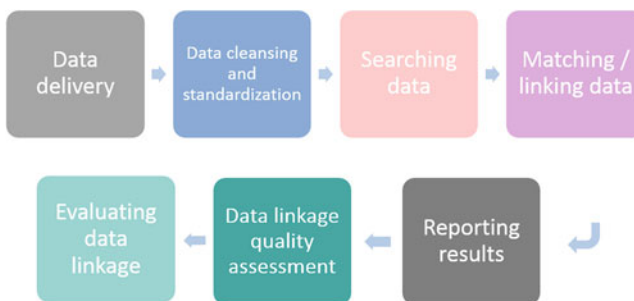 Data
delivery
Data cleansing
and
standardization
Searching
data
Matching /
linking data
Reporting
results
Data linkage
quality
assessment
Evaluating
data
linkage